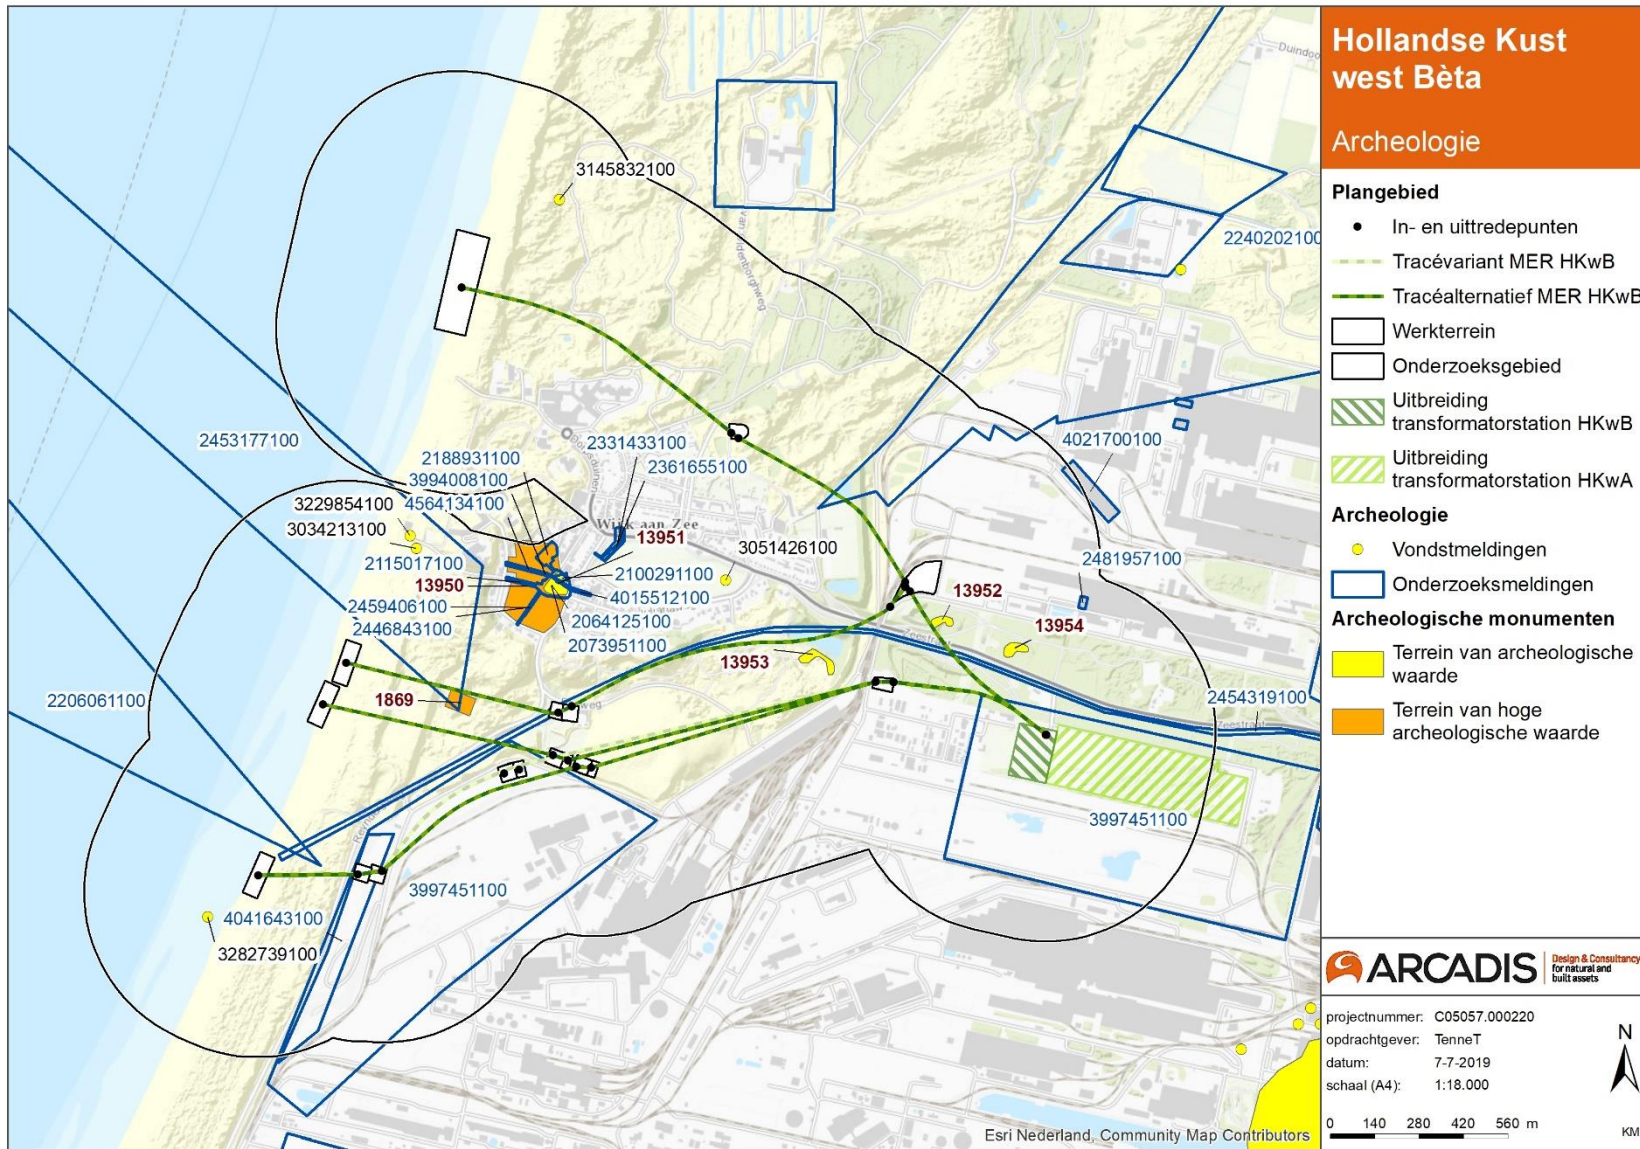 Hollandse Kust
west Bèta
Archeologie
Plangebied
In- en uittredepunten
Tracévariant MER HKwB
Tracéalternatief MER HKwB
Werkterrein
Onderzoeksgebied
Uitbreiding
transformatorstation HKwB
Uitbreiding
transformatorstation HKwA
Archeologie
Vondstmeldingen
Onderzoeksmeldingen
Archeologische monumenten
Terrein van archeologische
waarde
Terrein van hoge
archeologische waarde
ARCADIS
Design & Consultancy
for natural and
built assets
projectnummer: C05057.000220
opdrachtgever: TenneT
datum: 7-7-2019
schaal (A4): 1:18.000
N
0 140 280 420 560 m
KM
Duindoo
3145832100
2240202100
2453177100
2188931100
3994008100
4564134100
2331433100
2361655100
4021700100
3229854100
3034213100
Wijk aan Zee
13951
3051426100
2481957100
2115017100
13950
2100291100
4015512100
2459406100
2446843100
2064125100
2073951100
13952
13954
13953
2206061100
1869
2454319100
Zeestraat
3997451100
3997451100
4041643100
3282739100
Esri Nederland, Community Map Contributors